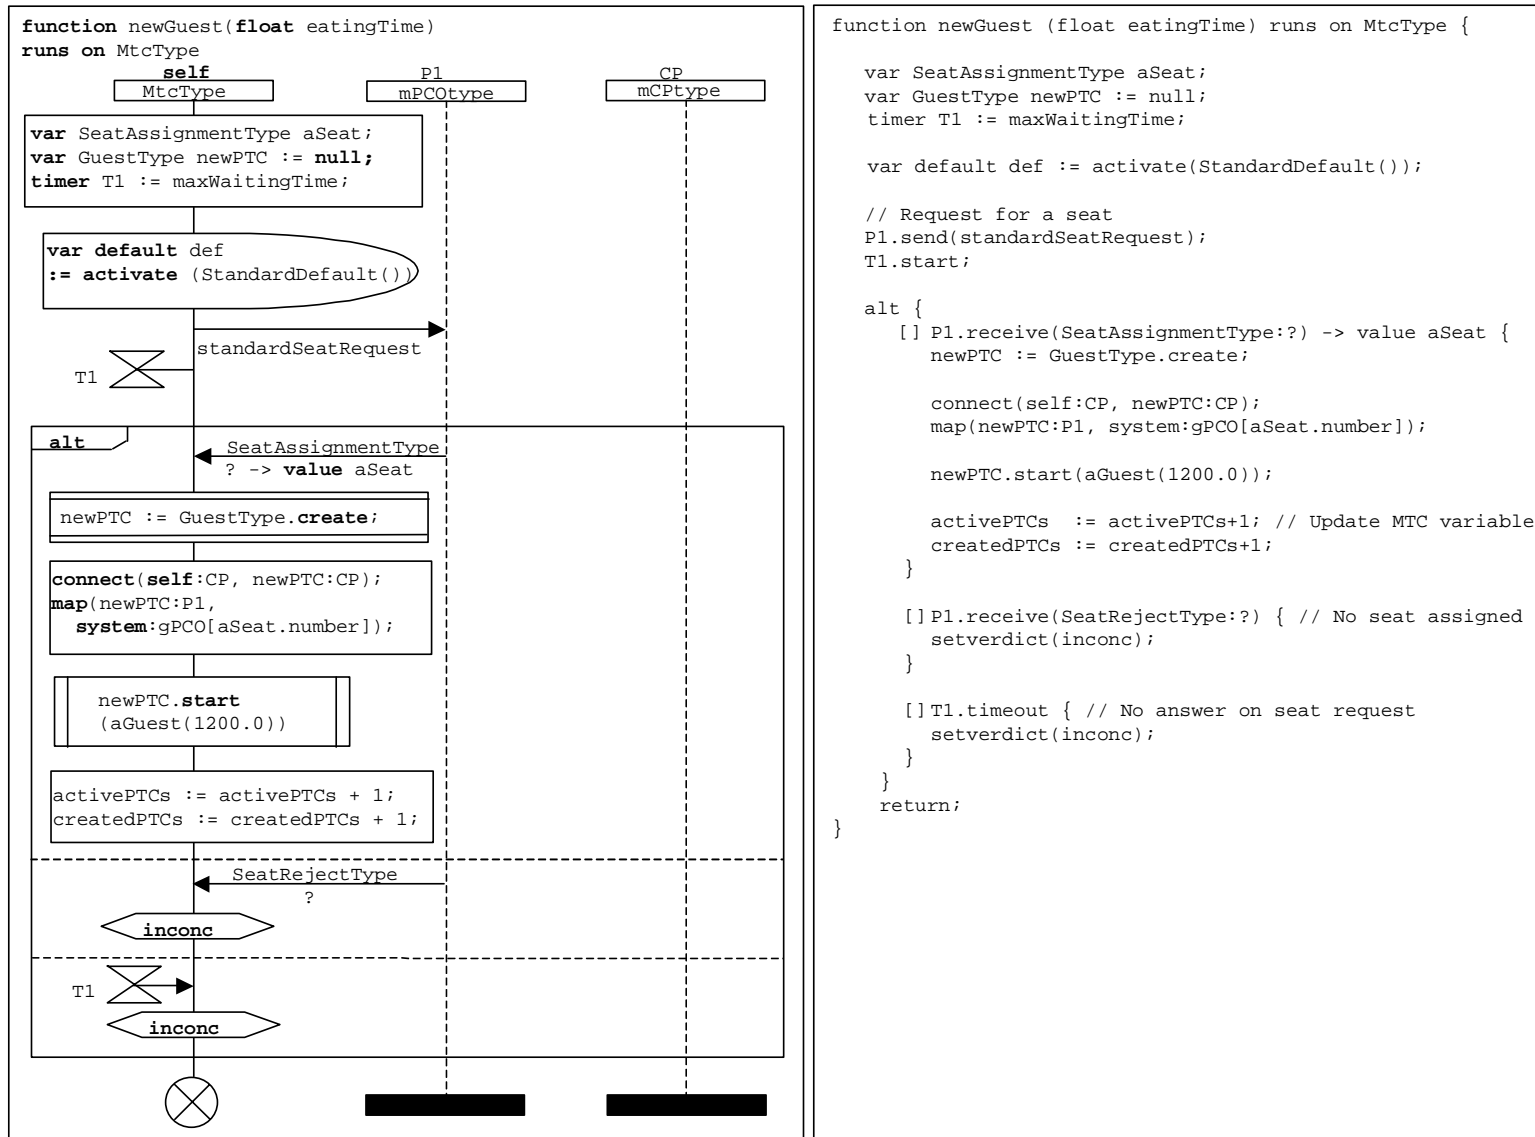 function newGuest(float eatingTime)
runs on MtcType
self
P1
CP
MtcType
mPCOtype
mCPtype
var SeatAssignmentType aSeat;
var GuestType newPTC := null;
timer T1 := maxWaitingTime;
var default def
:= activate (StandardDefault())
standardSeatRequest
T1
alt
SeatAssignmentType
? -> value aSeat
newPTC := GuestType.create;
connect(self:CP, newPTC:CP);
map(newPTC:P1,
system:gPCO[aSeat.number]);
newPTC.start
(aGuest(1200.0))
activePTCs := activePTCs + 1;
createdPTCs := createdPTCs + 1;
SeatRejectType
?
inconc
T1
inconc
function newGuest (float eatingTime) runs on MtcType {
var SeatAssignmentType aSeat;
var GuestType newPTC := null;
timer T1 := maxWaitingTime;
var default def := activate(StandardDefault());
// Request for a seat
P1.send(standardSeatRequest);
T1.start;
alt {
[] P1.receive(SeatAssignmentType:?) -> value aSeat {
newPTC := GuestType.create;
connect(self:CP, newPTC:CP);
map(newPTC:P1, system:gPCO[aSeat.number]);
newPTC.start(aGuest(1200.0));
activePTCs := activePTCs+1; // Update MTC variable
createdPTCs := createdPTCs+1;
}
[]P1.receive(SeatRejectType:?) { // No seat assigned
setverdict(inconc);
}
[]T1.timeout { // No answer on seat request
setverdict(inconc);
}
}
return;
}